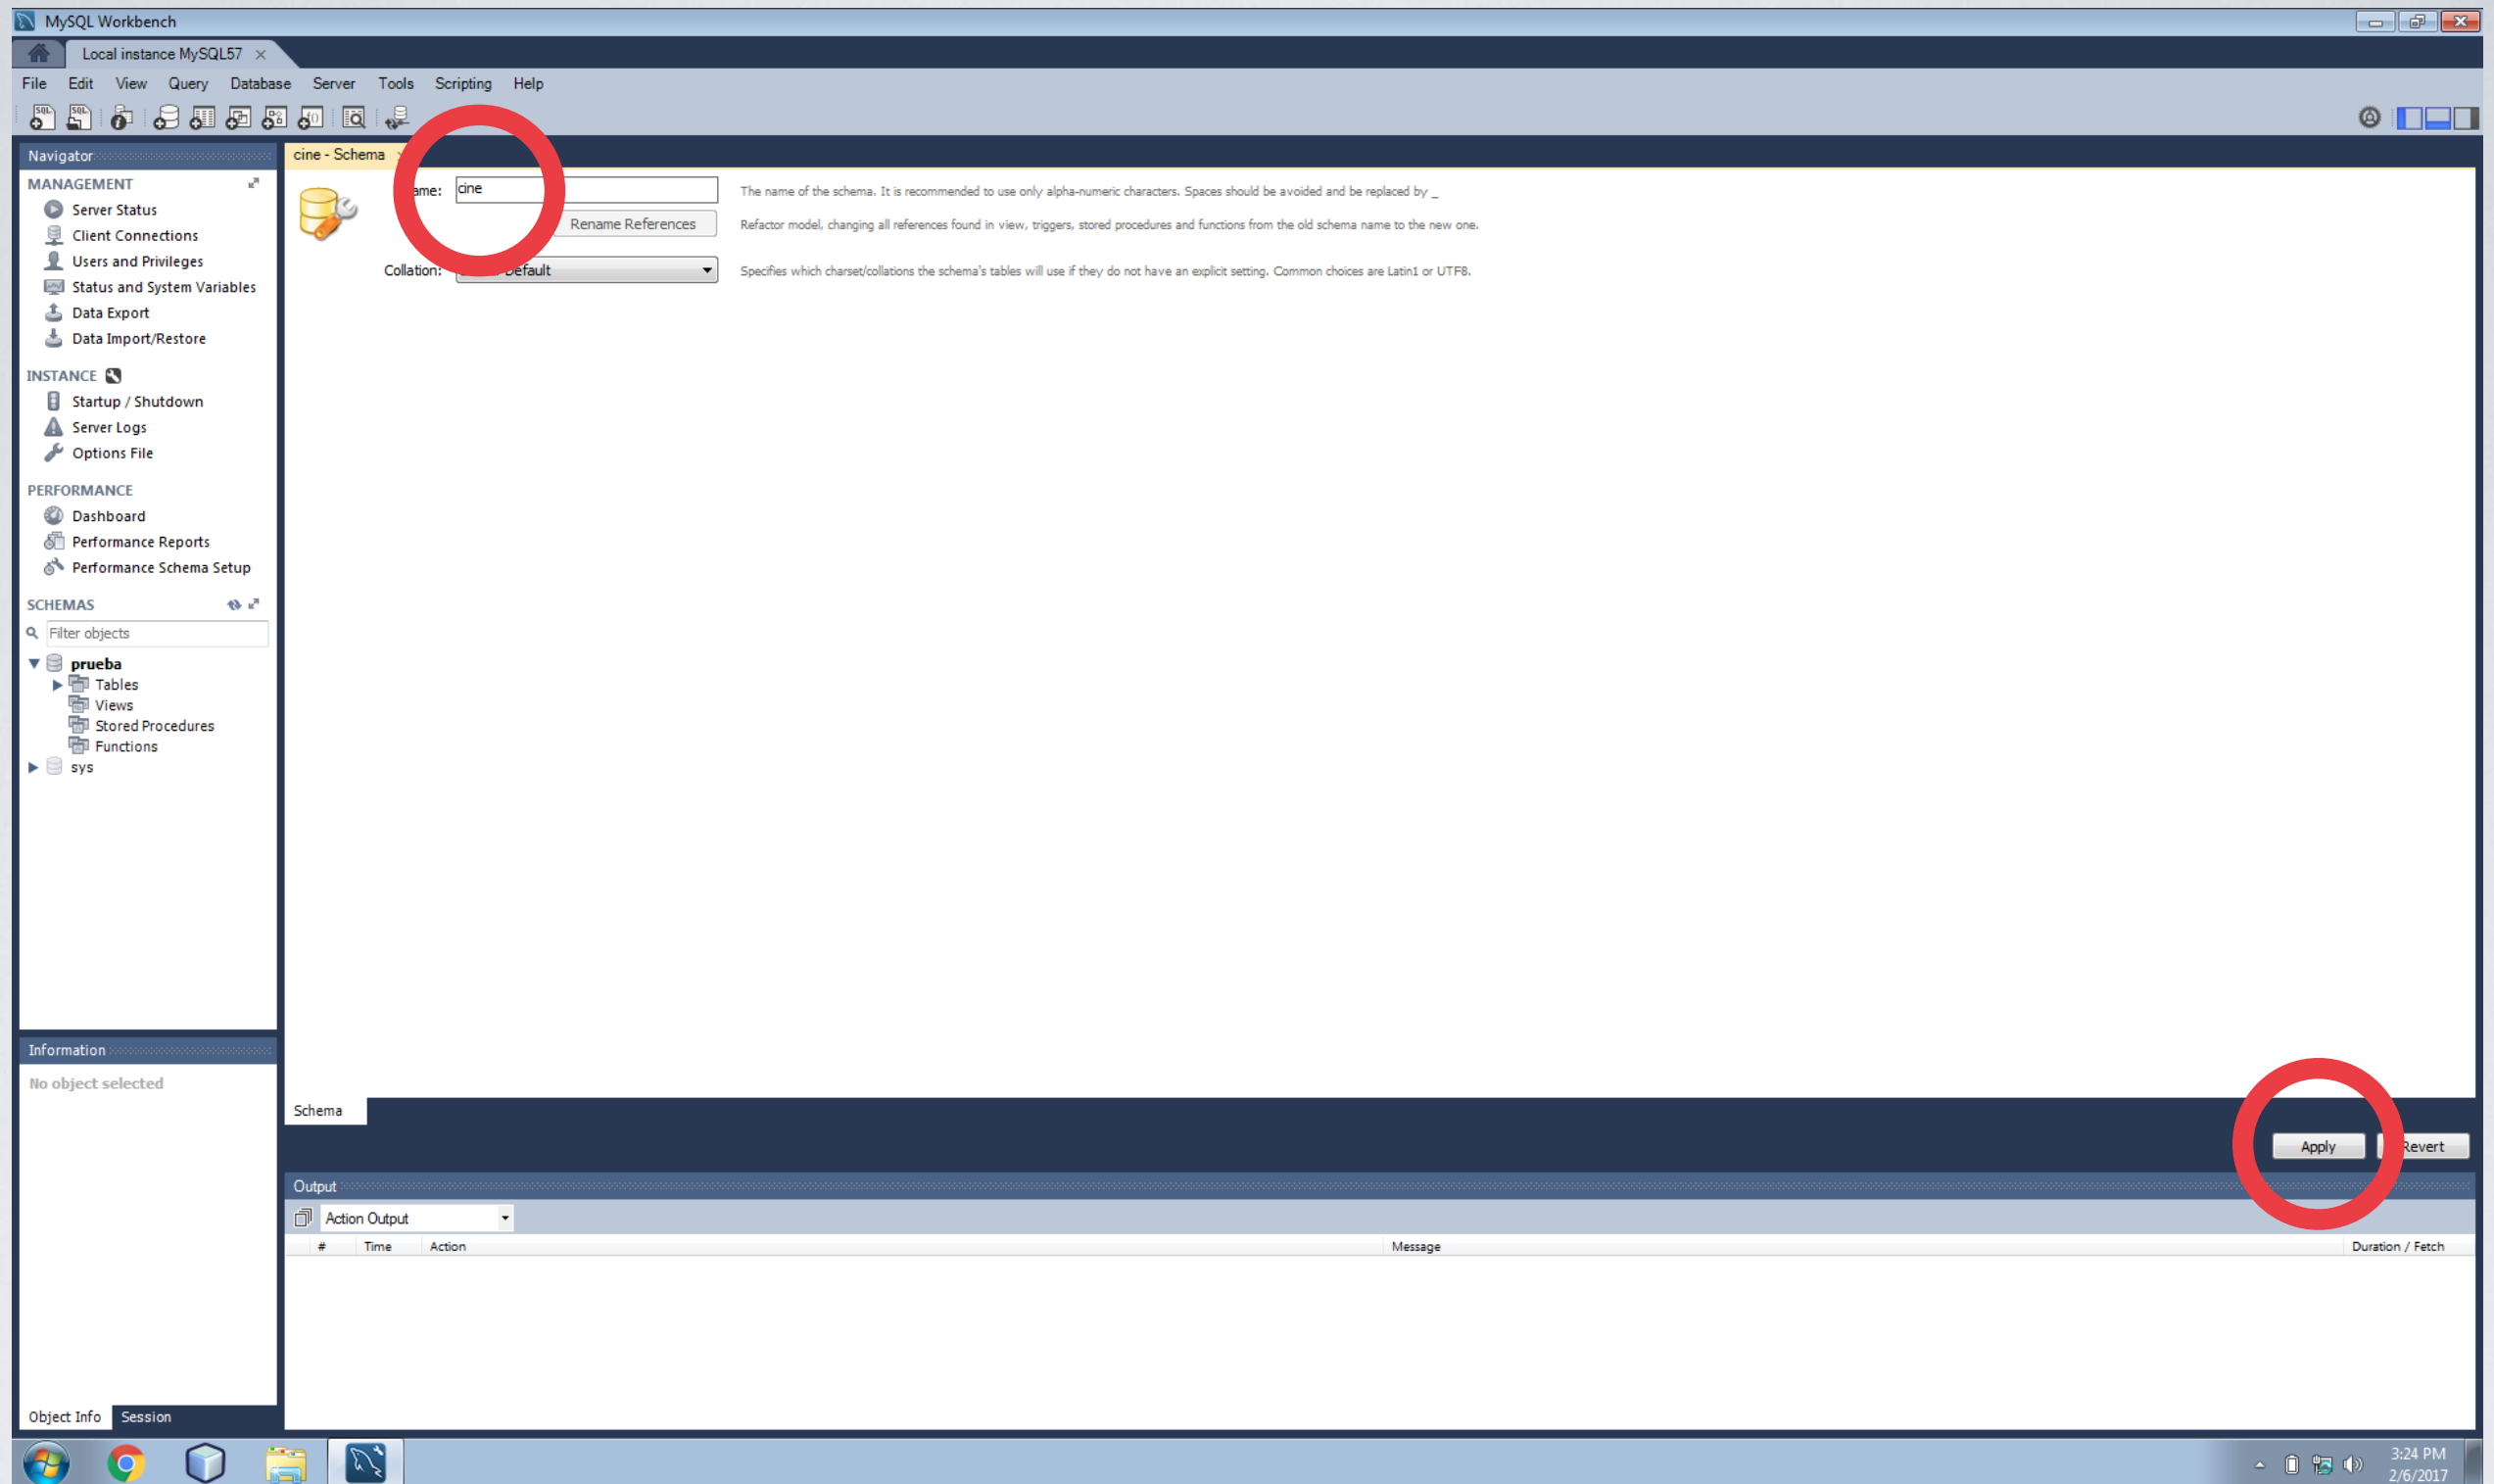 MySQL Workbench
Local instance MySQL57
File Edit View Query Database Server Tools Scripting Help
SQL SQL
Navigator
MANAGEMENT
Server Status
Client Connections
Users and Privileges
Status and System Variables
Data Export
Data Import/Restore
INSTANCE
Startup / Shutdown
Server Logs
Options File
PERFORMANCE
Dashboard
Performance Reports
Performance Schema Setup
SCHEMAS
Filter objects
prueba
Tables
Views
Stored Procedures
Functions
sys
Information
No object selected
Object Info Session
cine - Schema
ame: cine The name of the schema. It is recommended to use only alpha-numeric characters. Spaces should be avoided and be replaced by _
Rename References Refactor model, changing all references found in view, triggers, stored procedures and functions from the old schema name to the new one.
Collation: Default Specifies which charset/collations the schema's tables will use if they do not have an explicit setting. Common choices are Latin1 or UTF8.
Schema
Apply Revert
Output
Action Output
# Time Action Message Duration / Fetch
3:24 PM
2/6/2017